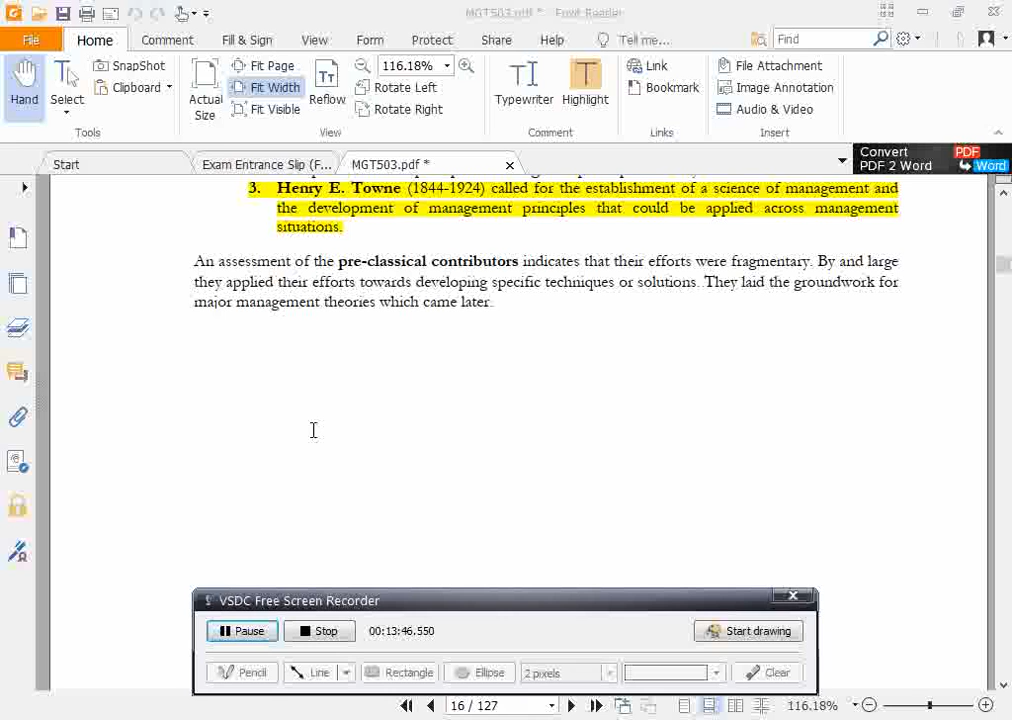 MGT503.pdf * - Foxit Reader
File Home Comment Fill & Sign View Form Protect Share Help Tell me... Find
Hand Select SnapShot Clipboard Actual Size Fit Page Fit Width Fit Visible Reflow 116.18% Rotate Left Rotate Right Typewriter Highlight Link Bookmark File Attachment Image Annotation Audio & Video
Tools View Comment Links Insert
Start Exam Entrance Slip (F... MGT503.pdf * Convert PDF 2 Word PDF Word
3. Henry E. Towne (1844-1924) called for the establishment of a science of management and
the development of management principles that could be applied across management
situations.
An assessment of the pre-classical contributors indicates that their efforts were fragmentary. By and large
they applied their efforts towards developing specific techniques or solutions. They laid the groundwork for
major management theories which came later.
VSDC Free Screen Recorder
Pause Stop 00:13:46.550 Start drawing
Pencil Line Rectangle Ellipse 2 pixels Clear
16 / 127 116.18%